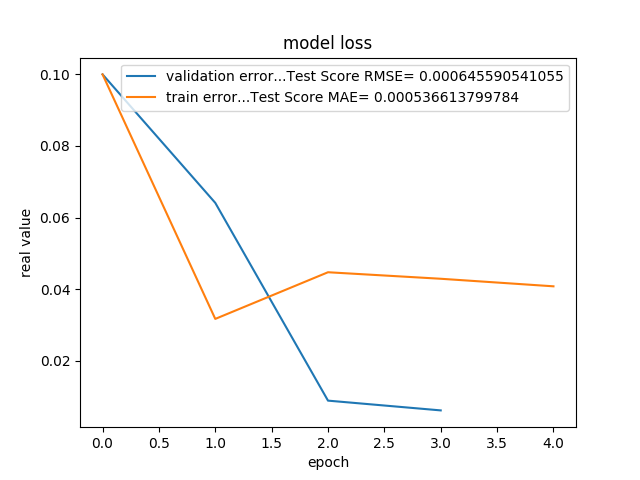 model loss
validation error...Test Score RMSE= 0.000645590541055
train error...Test Score MAE= 0.000536613799784
0.10
0.08
0.06
0.04
0.02
real value
0.0 0.5 1.0 1.5 2.0 2.5 3.0 3.5 4.0
epoch